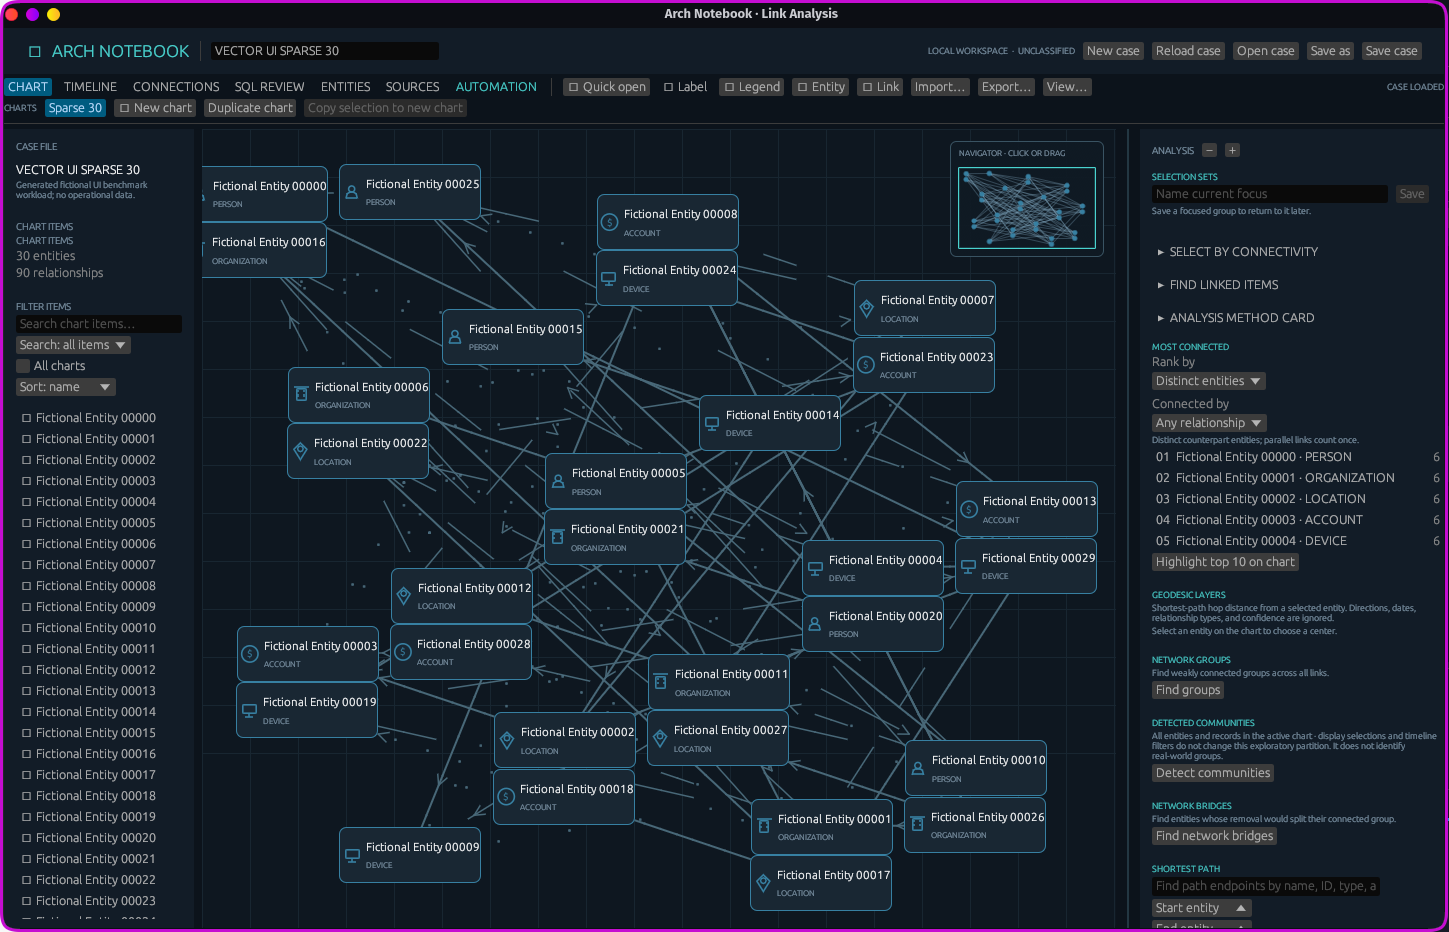 Arch Notebook · Link Analysis
ARCH NOTEBOOK
VECTOR UI SPARSE 30
LOCAL WORKSPACE · UNCLASSIFIED
New case
Reload case
Open case
Save as
Save case
CHART
TIMELINE
CONNECTIONS
SQL REVIEW
ENTITIES
SOURCES
AUTOMATION
Quick open
Label
Legend
Entity
Link
Import...
Export...
View...
CASE LOADED
CHARTS
Sparse 30
New chart
Duplicate chart
Copy selection to new chart
CASE FILE
VECTOR UI SPARSE 30
Generated fictional UI benchmark
workload; no operational data.
CHART ITEMS
CHART ITEMS
30 entities
90 relationships
FILTER ITEMS
Search chart items...
Search: all items
All charts
Sort: name
Fictional Entity 00000
Fictional Entity 00001
Fictional Entity 00002
Fictional Entity 00003
Fictional Entity 00004
Fictional Entity 00005
Fictional Entity 00006
Fictional Entity 00007
Fictional Entity 00008
Fictional Entity 00009
Fictional Entity 00010
Fictional Entity 00011
Fictional Entity 00012
Fictional Entity 00013
Fictional Entity 00014
Fictional Entity 00015
Fictional Entity 00016
Fictional Entity 00017
Fictional Entity 00018
Fictional Entity 00019
Fictional Entity 00020
Fictional Entity 00021
Fictional Entity 00022
Fictional Entity 00023
Fictional Entity 00000
PERSON
Fictional Entity 00016
ORGANIZATION
Fictional Entity 00025
PERSON
Fictional Entity 00008
ACCOUNT
Fictional Entity 00024
DEVICE
NAVIGATOR · CLICK OR DRAG
Fictional Entity 00007
LOCATION
Fictional Entity 00023
ACCOUNT
Fictional Entity 00015
PERSON
Fictional Entity 00006
ORGANIZATION
Fictional Entity 00022
LOCATION
Fictional Entity 00014
DEVICE
Fictional Entity 00005
PERSON
Fictional Entity 00021
ORGANIZATION
Fictional Entity 00013
ACCOUNT
Fictional Entity 00029
DEVICE
Fictional Entity 00004
DEVICE
Fictional Entity 00020
PERSON
Fictional Entity 00012
LOCATION
Fictional Entity 00028
ACCOUNT
Fictional Entity 00003
ACCOUNT
Fictional Entity 00019
DEVICE
Fictional Entity 00011
ORGANIZATION
Fictional Entity 00027
LOCATION
Fictional Entity 00002
LOCATION
Fictional Entity 00018
ACCOUNT
Fictional Entity 00010
PERSON
Fictional Entity 00026
ORGANIZATION
Fictional Entity 00001
ORGANIZATION
Fictional Entity 00017
LOCATION
Fictional Entity 00009
DEVICE
ANALYSIS − +
SELECTION SETS
Name current focus
Save
Save a focused group to return to it later.
SELECT BY CONNECTIVITY
FIND LINKED ITEMS
ANALYSIS METHOD CARD
MOST CONNECTED
Rank by
Distinct entities
Connected by
Any relationship
Distinct counterpart entities; parallel links count once.
01 Fictional Entity 00000 · PERSON 6
02 Fictional Entity 00001 · ORGANIZATION 6
03 Fictional Entity 00002 · LOCATION 6
04 Fictional Entity 00003 · ACCOUNT 6
05 Fictional Entity 00004 · DEVICE 6
Highlight top 10 on chart
GEODESIC LAYERS
Shortest-path hop distance from a selected entity. Directions, dates,
relationship types, and confidence are ignored.
Select an entity on the chart to choose a center.
NETWORK GROUPS
Find weakly connected groups across all links.
Find groups
DETECTED COMMUNITIES
All entities and records in the active chart - display selections and timeline
filters do not change this exploratory partition. It does not identify
real-world groups.
Detect communities
NETWORK BRIDGES
Find entities whose removal would split their connected group.
Find network bridges
SHORTEST PATH
Find path endpoints by name, ID, type, a
Start entity